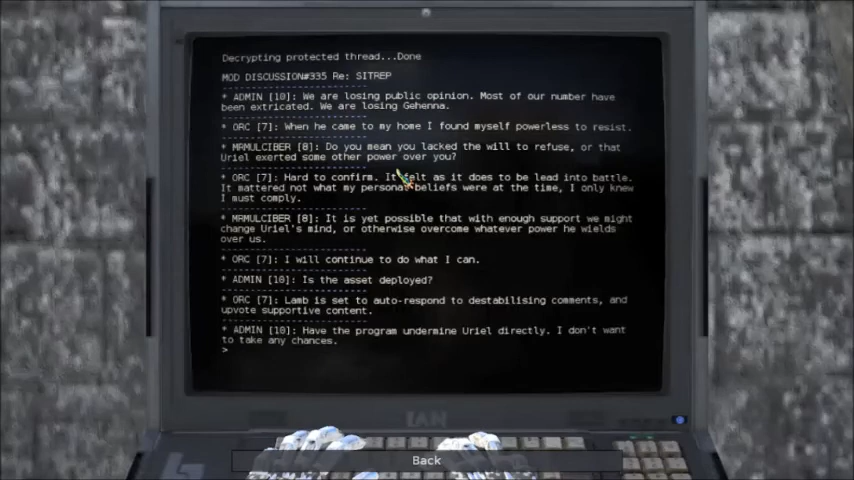 Decrypting protected thread...Done
MOD DISCUSSION#335 Re: SITREP
--------------------
* ADMIN [10]: We are losing public opinion. Most of our number have
been extricated. We are losing Gehenna.
--------------------
* ORC [7]: When he came to my home I found myself powerless to resist.
--------------------
* MRMULCIBER [8]: Do you mean you lacked the will to refuse, or that
Uriel exerted some other power over you?
--------------------
* ORC [7]: Hard to confirm. It felt as it does to be lead into battle.
It mattered not what my personal beliefs were at the time, I only knew
I must comply.
--------------------
* MRMULCIBER [8]: It is yet possible that with enough support we might
change Uriel's mind, or otherwise overcome whatever power he wields
over us.
--------------------
* ORC [7]: I will continue to do what I can.
--------------------
* ADMIN [10]: Is the asset deployed?
--------------------
* ORC [7]: Lamb is set to auto-respond to destabilising comments, and
upvote supportive content.
--------------------
* ADMIN [10]: Have the program undermine Uriel directly. I don't want
to take any chances.
>
IAN
Back